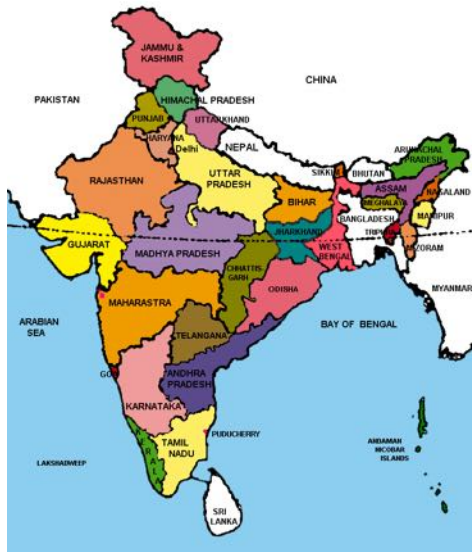 JAMMU &
KASHMIR
CHINA
PAKISTAN
HIMACHAL PRADESH
PUNJAB
UTTARKHAND
HARYANA
Delhi
NEPAL
ARUNACHAL
PRADESH
SIKKIM
BHUTAN
RAJASTHAN
UTTAR
PRADESH
ASSAM
NAGALAND
BIHAR
MEGHALAYA
MANIPUR
BANGLADESH
GUJARAT
JHARKHAND
WEST
BENGAL
TRIPURA
MIZORAM
MADHYA PRADESH
CHHATTIS-
GARH
ODISHA
MYANMAR
MAHARASTRA
ARABIAN
SEA
BAY OF BENGAL
TELANGANA
GOA
ANDHRA
PRADESH
KARNATAKA
PUDUCHERRY
KERALA
TAMIL
NADU
ANDAMAN
NICOBAR
ISLANDS
LAKSHADWEEP
SRI
LANKA